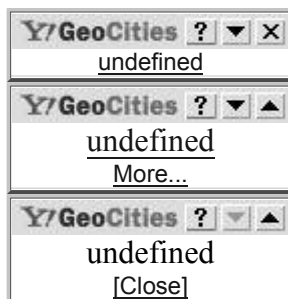 Y!GeoCities ?
undefined
Y!GeoCities ?
undefined
More...
Y!GeoCities ?
undefined
[Close]